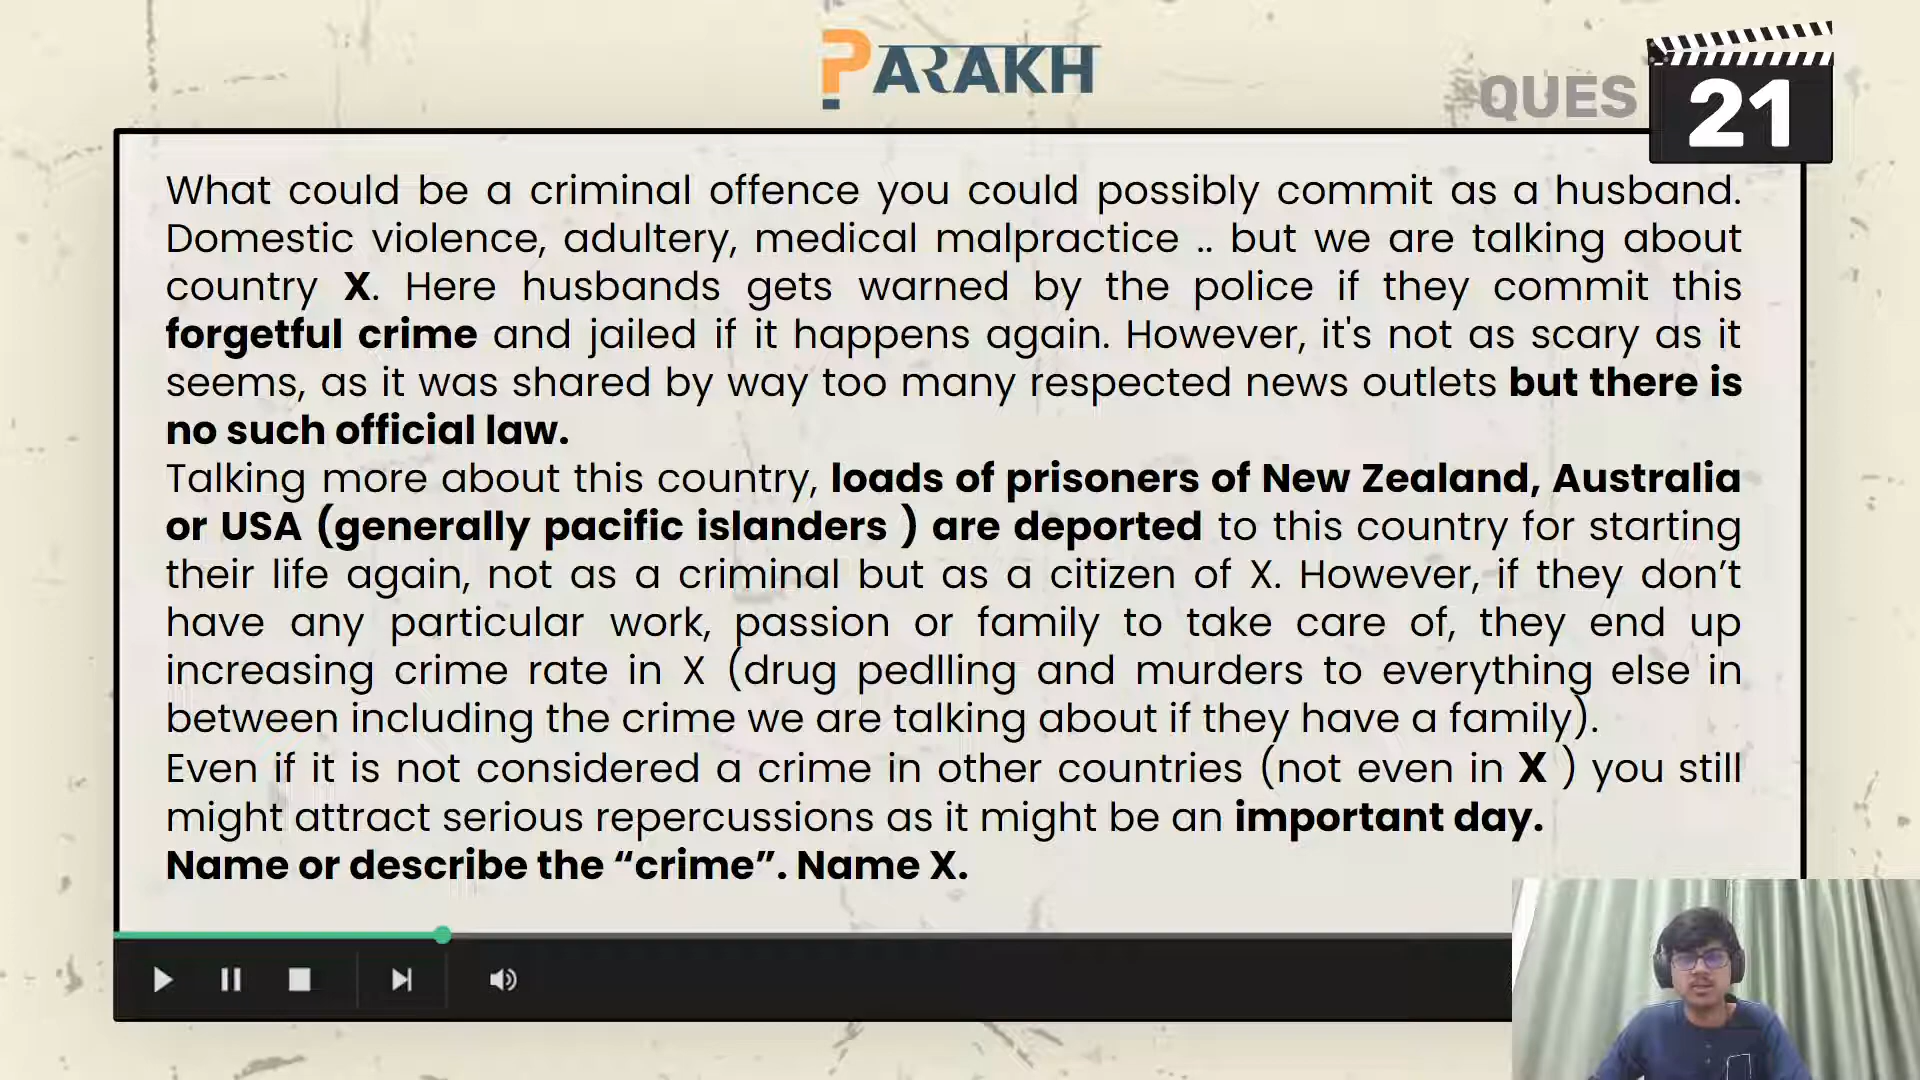 PARAKH
QUES 21
What could be a criminal offence you could possibly commit as a husband.
Domestic violence, adultery, medical malpractice .. but we are talking about
country X. Here husbands gets warned by the police if they commit this
forgetful crime and jailed if it happens again. However, it's not as scary as it
seems, as it was shared by way too many respected news outlets but there is
no such official law.
Talking more about this country, loads of prisoners of New Zealand, Australia
or USA (generally pacific islanders ) are deported to this country for starting
their life again, not as a criminal but as a citizen of X. However, if they don’t
have any particular work, passion or family to take care of, they end up
increasing crime rate in X (drug pedlling and murders to everything else in
between including the crime we are talking about if they have a family).
Even if it is not considered a crime in other countries (not even in X ) you still
might attract serious repercussions as it might be an important day.
Name or describe the “crime”. Name X.